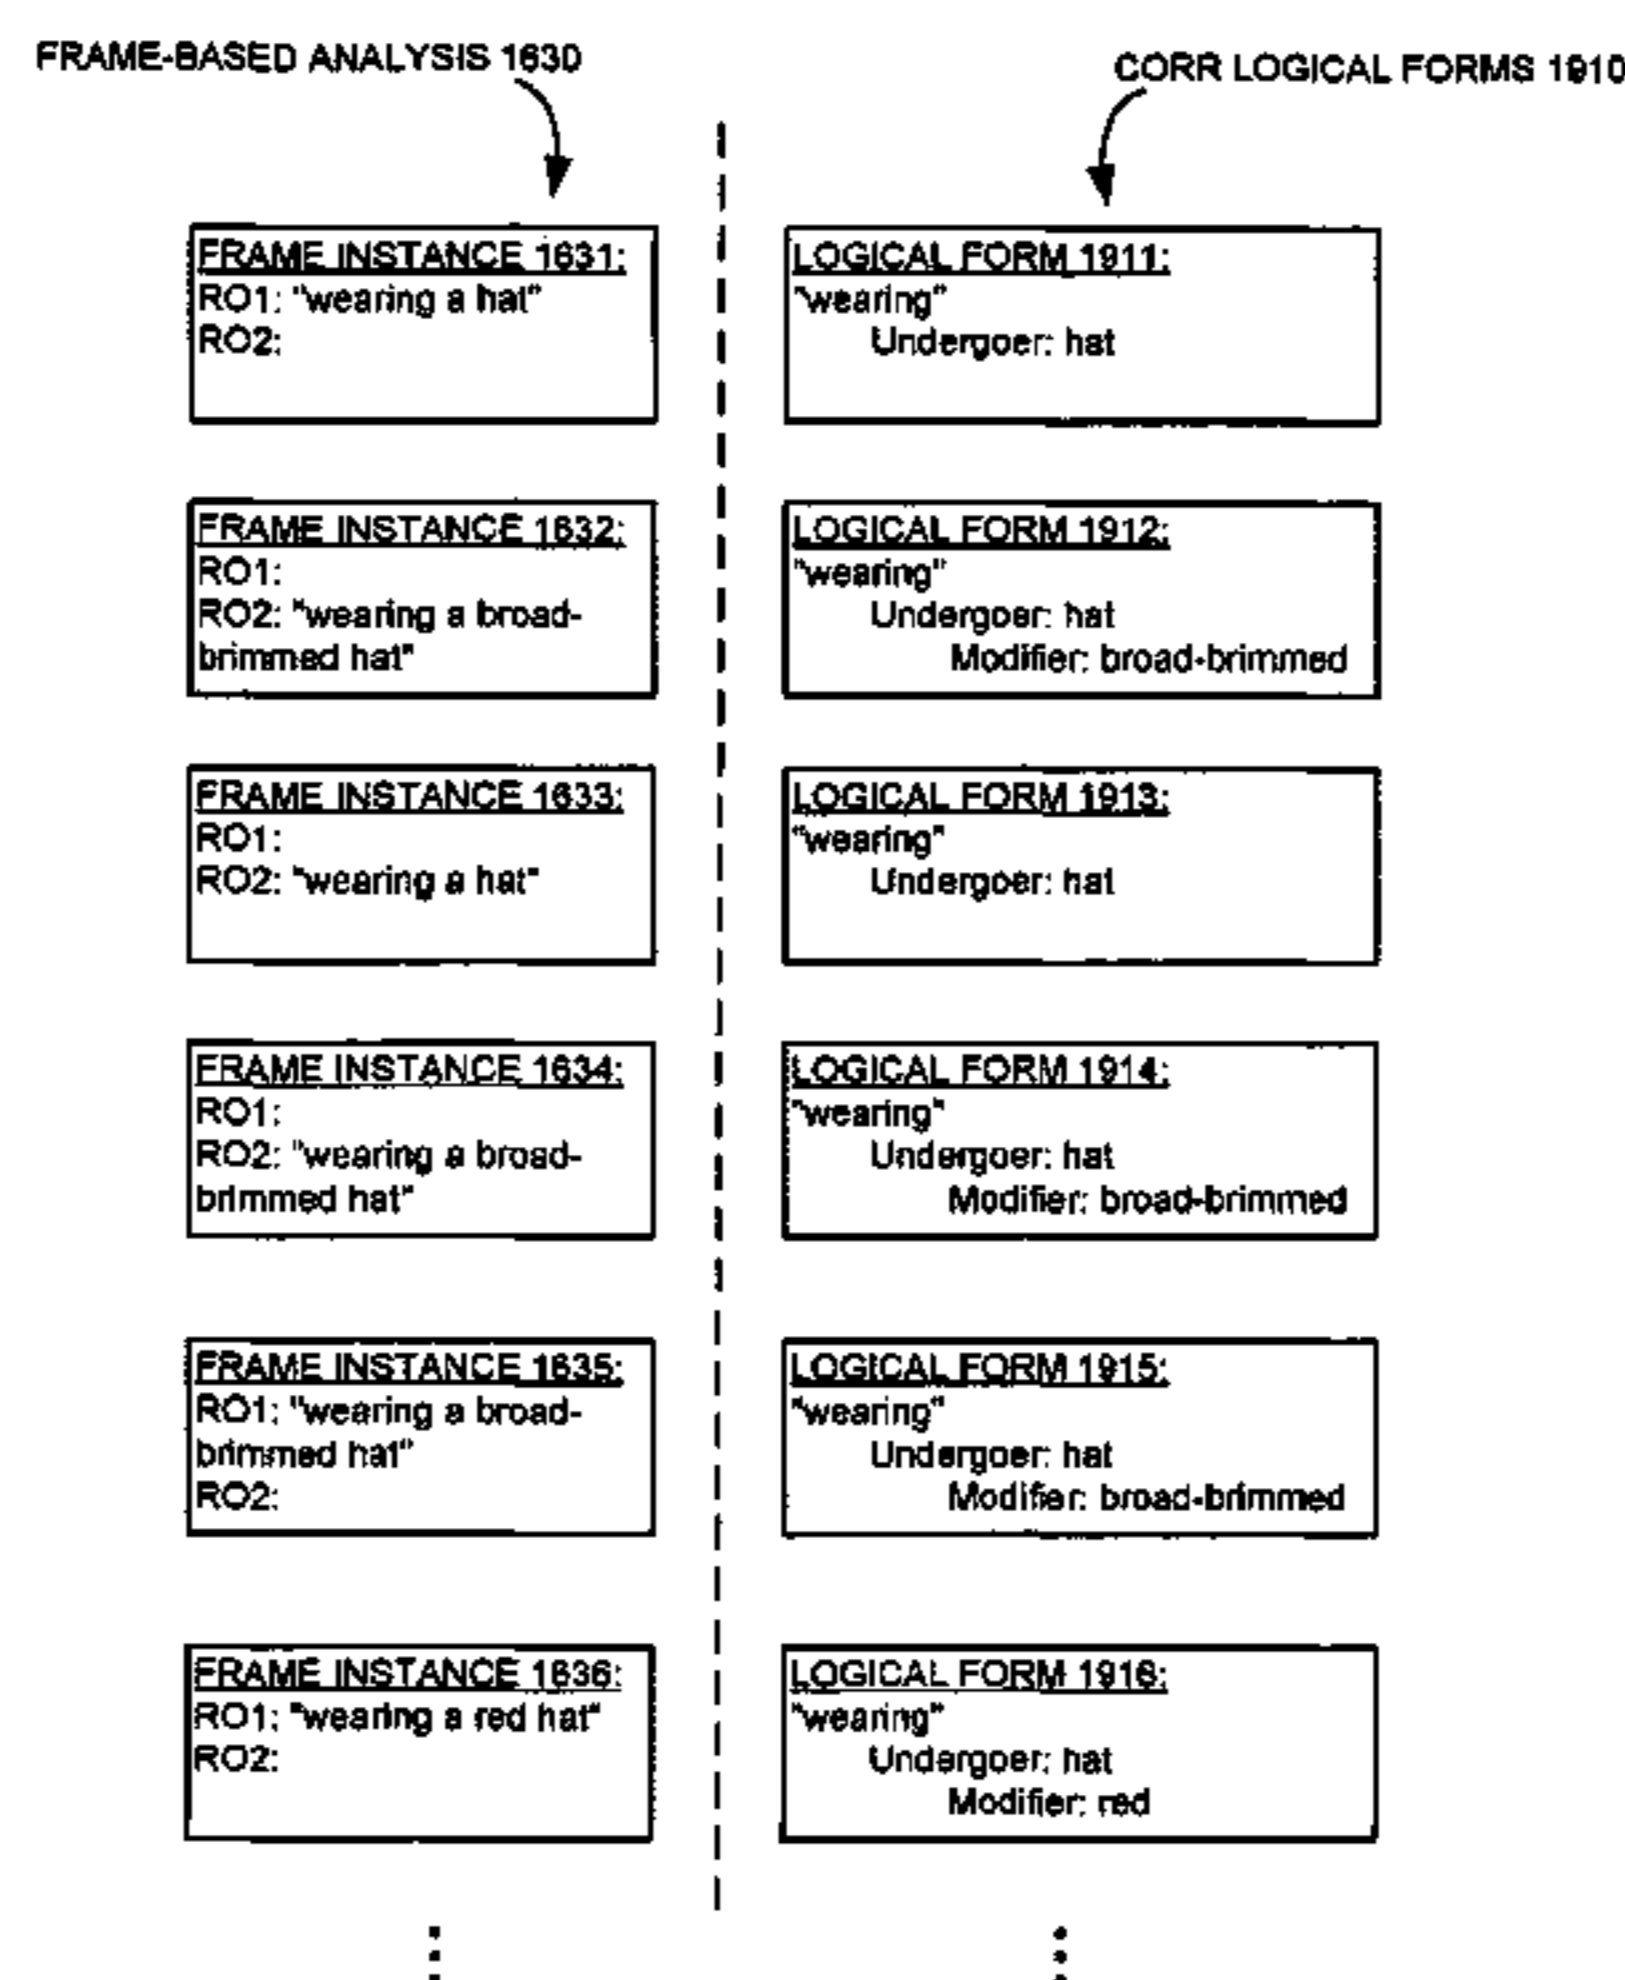 FRAME-BASED ANALYSIS 1630
CORR LOGICAL FORMS 1910
FRAME INSTANCE 1631:
RO1: "wearing a hat"
RO2:
LOGICAL FORM 1911:
"wearing"
Undergoer: hat
FRAME INSTANCE 1632:
RO1:
RO2: "wearing a broad-
brimmed hat"
LOGICAL FORM 1912:
"wearing"
Undergoer: hat
Modifier: broad-brimmed
FRAME INSTANCE 1633:
RO1:
RO2: "wearing a hat"
LOGICAL FORM 1913:
"wearing"
Undergoer: hat
FRAME INSTANCE 1634:
RO1:
RO2: "wearing a broad-
brimmed hat"
LOGICAL FORM 1914:
"wearing"
Undergoer: hat
Modifier: broad-brimmed
FRAME INSTANCE 1635:
RO1: "wearing a broad-
brimmed hat"
RO2:
LOGICAL FORM 1915:
"wearing"
Undergoer: hat
Modifier: broad-brimmed
FRAME INSTANCE 1636:
RO1: "wearing a red hat"
RO2:
LOGICAL FORM 1916:
"wearing"
Undergoer: hat
Modifier: red